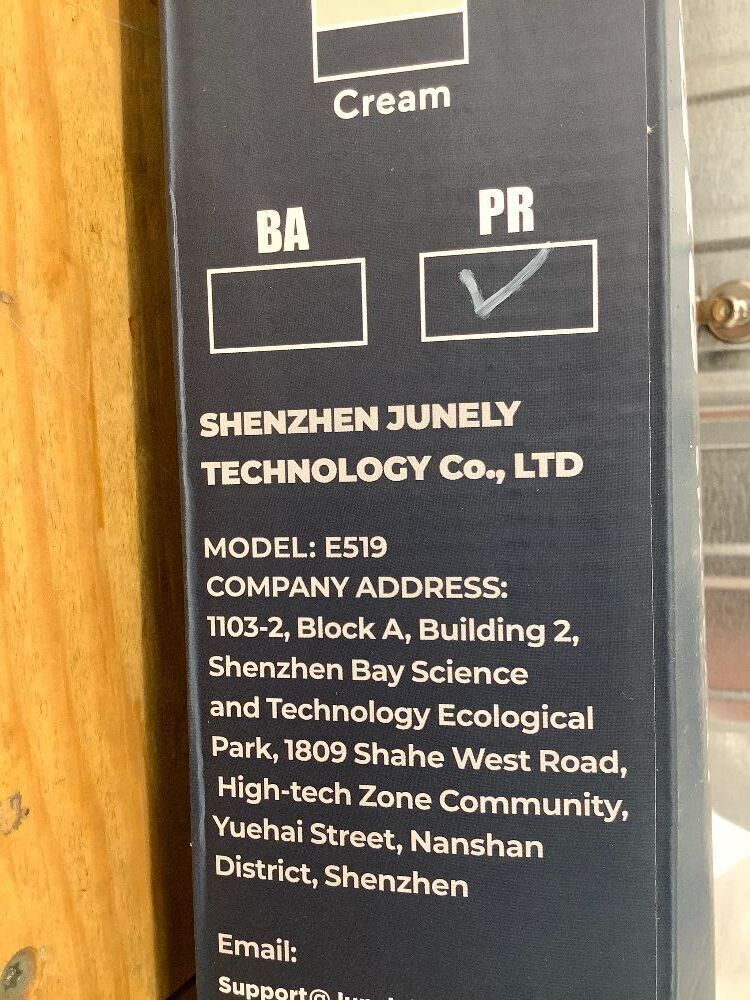 Cream
BA PR
SHENZHEN JUNELY
TECHNOLOGY Co., LTD
MODEL: E519
COMPANY ADDRESS:
1103-2, Block A, Building 2,
Shenzhen Bay Science
and Technology Ecological
Park, 1809 Shahe West Road,
High-tech Zone Community,
Yuehai Street, Nanshan
District, Shenzhen
Email:
Support@